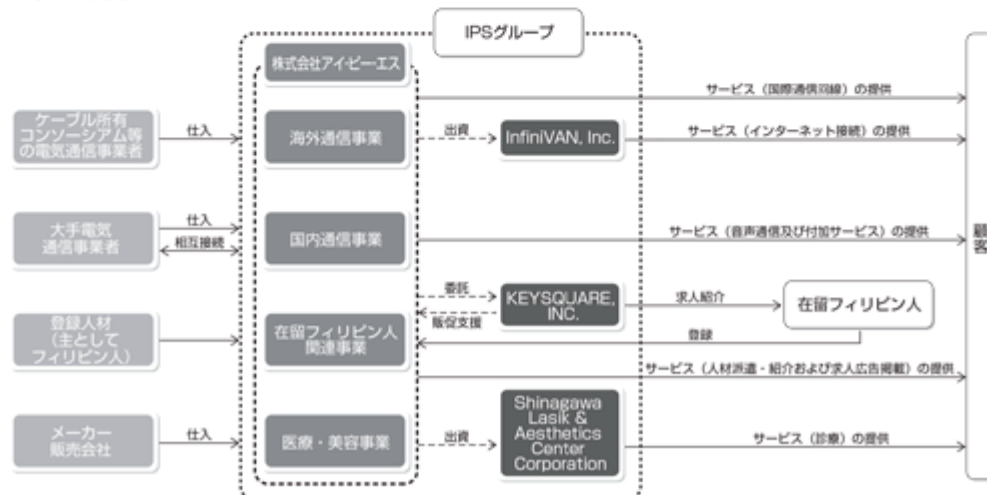 IPSグループ
株式会社アイ・ピー・エス
サービス（国際通信回線）の提供
ケーブル所有
コンソーシアム等
の電気通信事業者
仕入
海外通信事業
出資
InfiniVAN, Inc.
サービス（インターネット接続）の提供
大手電気
通信事業者
仕入
相互接続
国内通信事業
サービス（音声通信及び付加サービス）の提供
顧客
登録人材
（主として
フィリピン人）
在留フィリピン人
関連事業
委託
販促支援
KEYSQUARE,
INC.
求人紹介
在留フィリピン人
登録
サービス（人材派遣・紹介および求人広告掲載）の提供
メーカー
販売会社
仕入
医療・美容事業
出資
Shinagawa
Lasik &
Aesthetics
Center
Corporation
サービス（診療）の提供